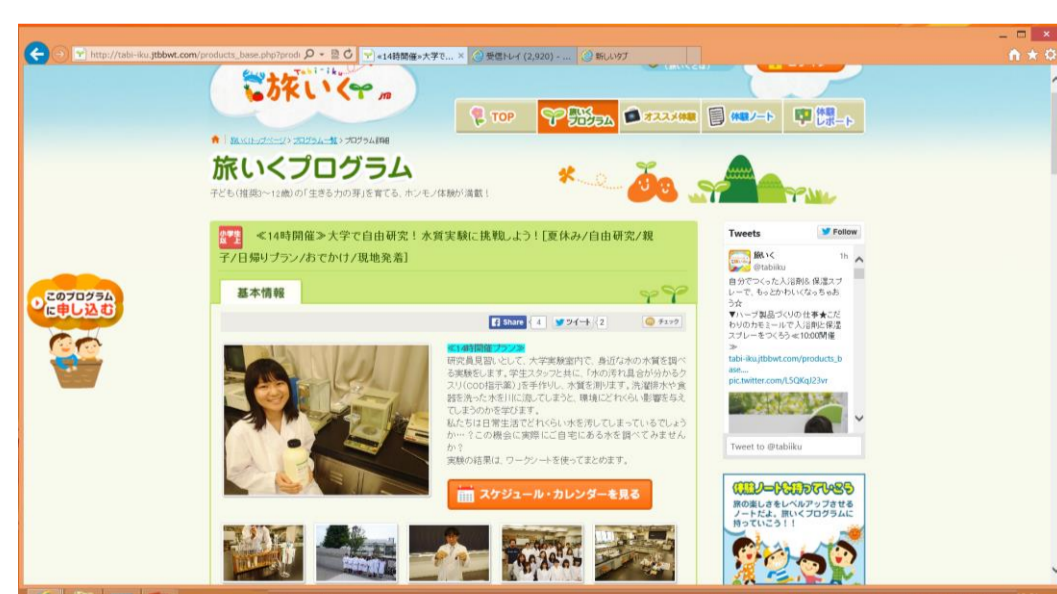 http://tabi-iku.jtbbwt.com/products_base.php?prodi
≪14時開催≫大学で...
受信トレイ (2,920) - ...
新しいタブ
Tabi-iku
旅いく
JTB
TOP
旅いく
プログラム
オススメ体験
体験ノート
体験
レポート
旅いくトップページ > プログラム一覧 > プログラム詳細
旅いくプログラム
子ども(推奨3～12歳)の「生きる力の芽」を育てる、ホンモノ体験が満載!
小学生
以上
≪14時開催≫大学で自由研究!水質実験に挑戦しよう![夏休み/自由研究/親
子/日帰りプラン/おでかけ/現地発着]
基本情報
Share 4 ツイート 2 チェック
≪14時開催プラン≫
研究員見習いとして、大学実験室内で、身近な水の水質を調べ
る実験をします。学生スタッフと共に、「水の汚れ具合が分かるク
スリ(COD指示薬)」を手作りし、水質を測ります。洗濯排水や食
器を洗った水を川に流してしまうと、環境にどれくらい影響を与え
てしまうのかを学びます。
私たちは日常生活でどれくらい水を汚してしまっているでしょう
か…?この機会に実際にご自宅にある水を調べてみません
か?
実験の結果は、ワークシートを使ってまとめます。
スケジュール・カレンダーを見る
このプログラム
に申し込む
Tweets
Follow
旅いく 1h
@tabiiku
自分でつくった入浴剤&保湿スプ
レーで、もっとかわいくなっちゃお
う☆
▼ハーブ製品づくりの仕事★こだ
わりのカモミールで入浴剤と保湿
スプレーをつくろう≪10:00開催
≫
tabi-iku.jtbbwt.com/products_b
ase....
pic.twitter.com/L5QKqJ23vr
Tweet to @tabiiku
体験ノートを持っていこう
旅の楽しさをレベルアップさせる
ノートだよ。旅いくプログラムに
持っていこう!!